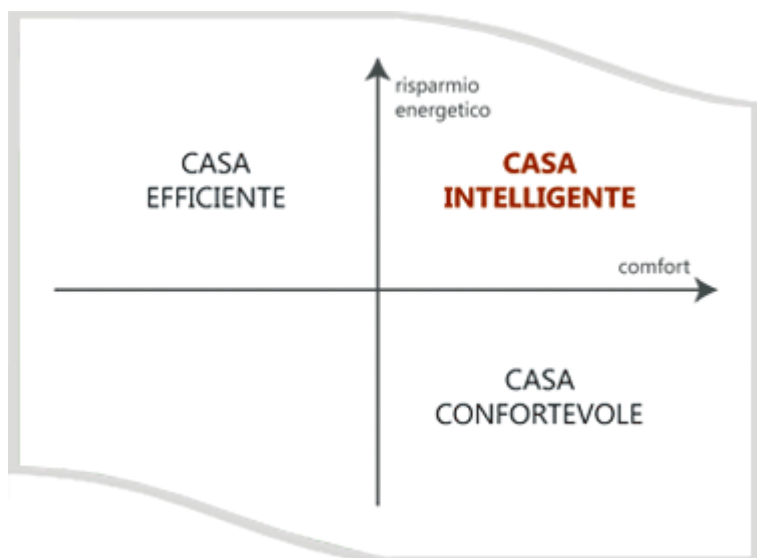 risparmio
energetico
CASA
EFFICIENTE
CASA
INTELLIGENTE
comfort
CASA
CONFORTEVOLE